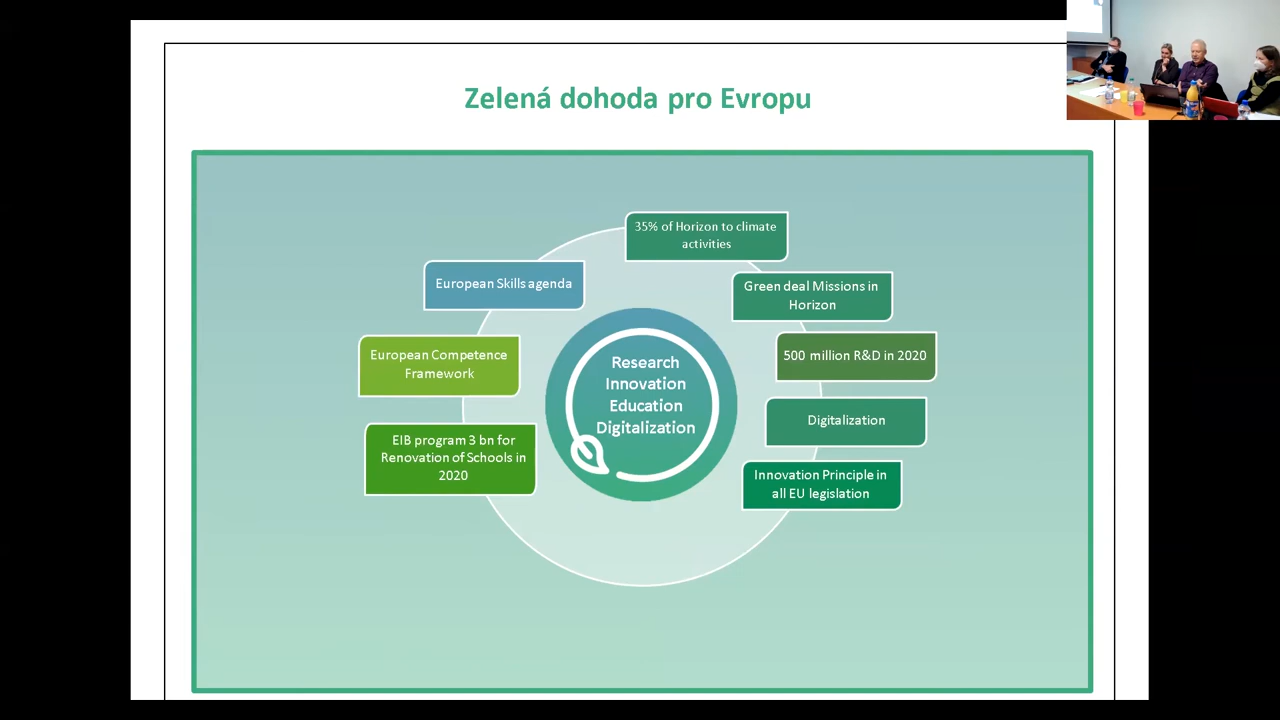 Zelená dohoda pro Evropu
35% of Horizon to climate
activities
European Skills agenda
Green deal Missions in
Horizon
500 million R&D in 2020
European Competence
Framework
Research
Innovation
Education
Digitalization
Digitalization
EIB program 3 bn for
Renovation of Schools in
2020
Innovation Principle in
all EU legislation